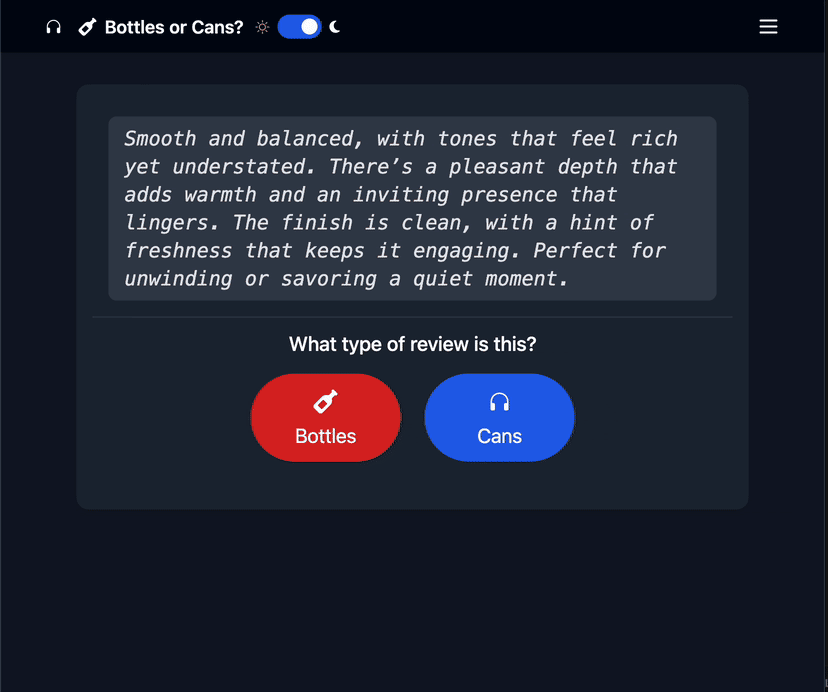 Bottles or Cans?
Smooth and balanced, with tones that feel rich
yet understated. There’s a pleasant depth that
adds warmth and an inviting presence that
lingers. The finish is clean, with a hint of
freshness that keeps it engaging. Perfect for
unwinding or savoring a quiet moment.
What type of review is this?
Bottles
Cans